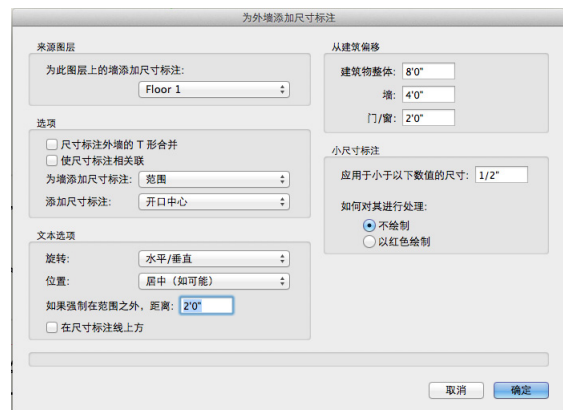 为外墙添加尺寸标注
来源图层
为此图层上的墙添加尺寸标注:
Floor 1
选项
尺寸标注外墙的 T 形合并
使尺寸标注相关联
为墙添加尺寸标注: 范围
添加尺寸标注: 开口中心
文本选项
旋转: 水平/垂直
位置: 居中（如可能）
如果强制在范围之外，距离: 2'0"
在尺寸标注线上方
从建筑偏移
建筑物整体: 8'0"
墙: 4'0"
门/窗: 2'0"
小尺寸标注
应用于小于以下数值的尺寸: 1/2"
如何对其进行处理:
不绘制
以红色绘制
取消 确定